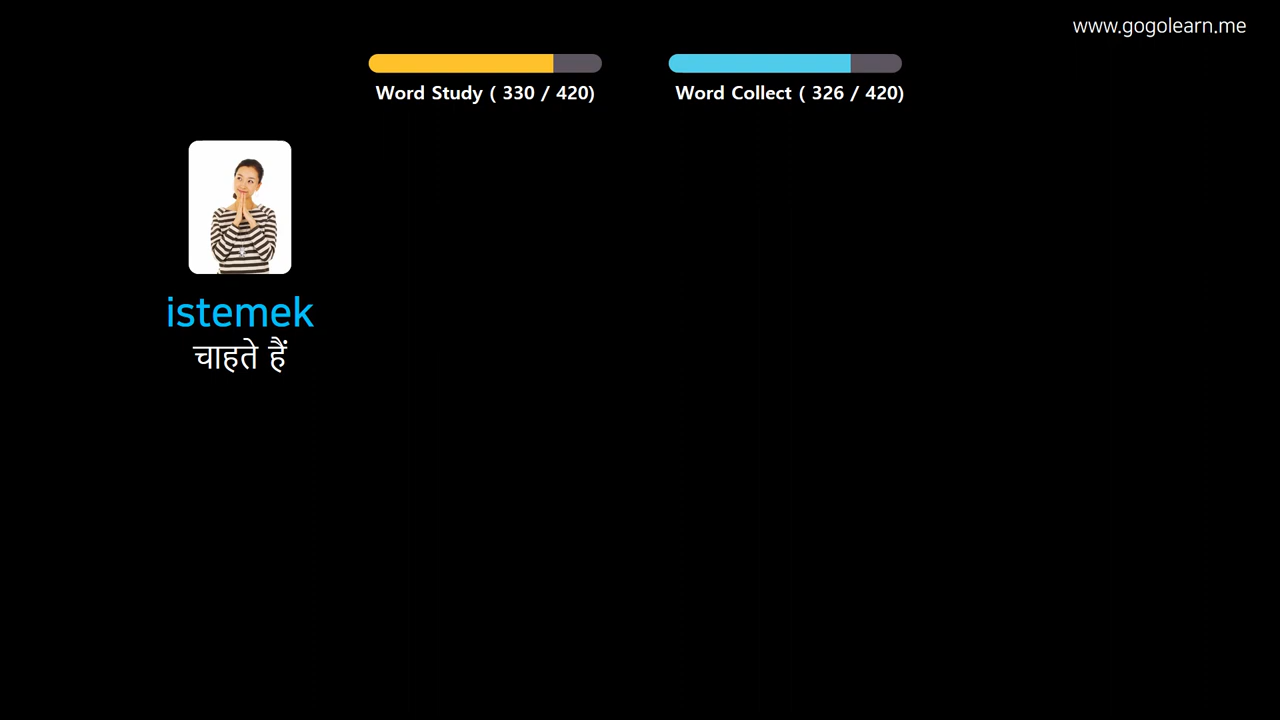 www.gogolearn.me
Word Study ( 330 / 420)
Word Collect ( 326 / 420)
istemek
चाहते हैं